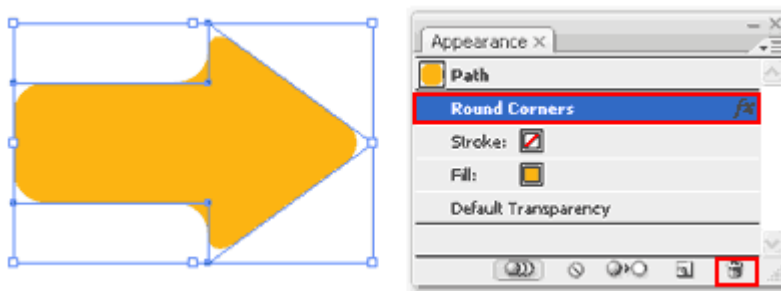 Appearance ×
Path
Round Corners fx
Stroke:
Fill:
Default Transparency